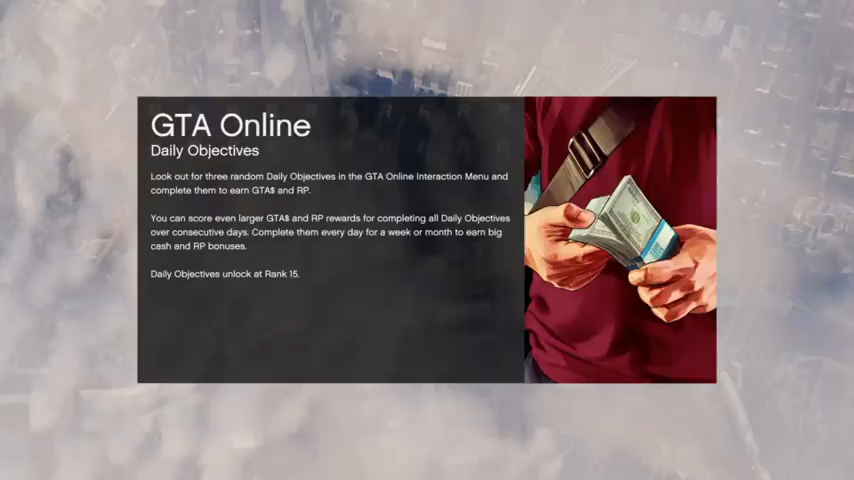 GTA Online
Daily Objectives
Look out for three random Daily Objectives in the GTA Online Interaction Menu and
complete them to earn GTA$ and RP.
You can score even larger GTA$ and RP rewards for completing all Daily Objectives
over consecutive days. Complete them every day for a week or month to earn big
cash and RP bonuses.
Daily Objectives unlock at Rank 15.